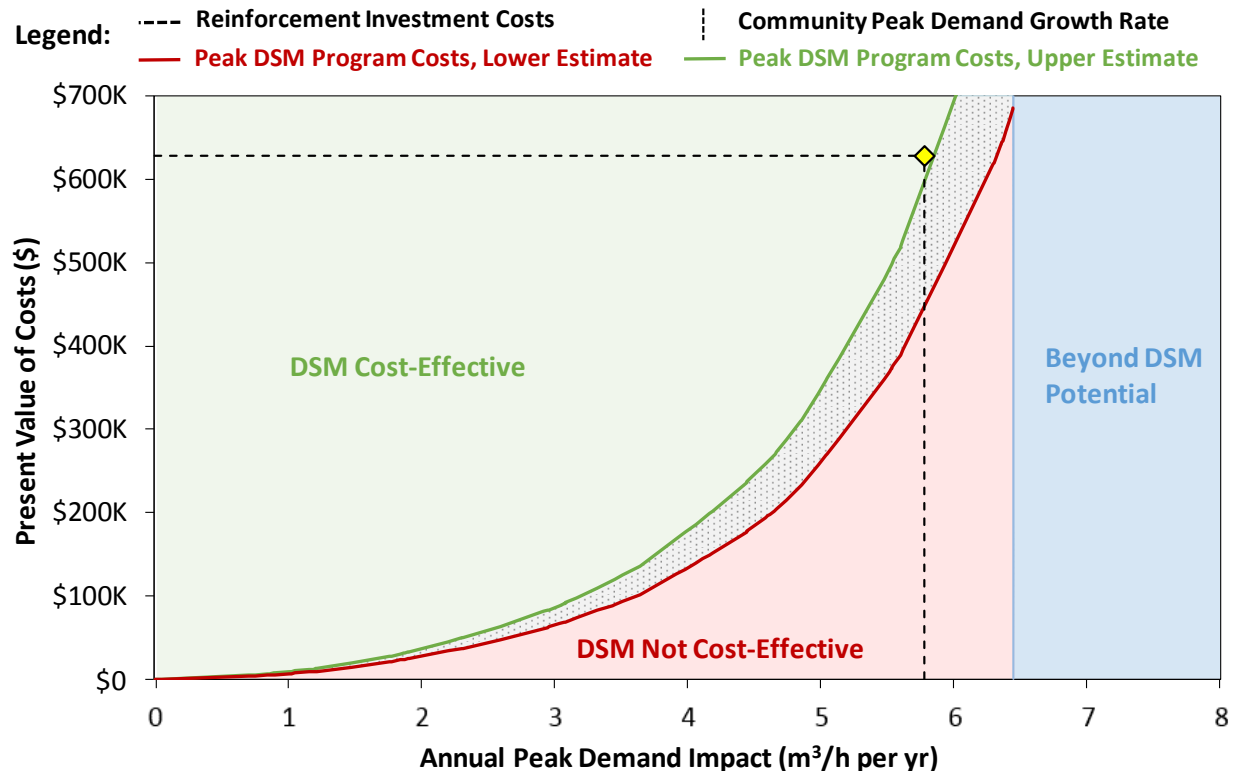 Legend:
Reinforcement Investment Costs
Community Peak Demand Growth Rate
Peak DSM Program Costs, Lower Estimate
Peak DSM Program Costs, Upper Estimate
Present Value of Costs ($)
$700K
$600K
$500K
$400K
$300K
$200K
$100K
$0
DSM Cost-Effective
Beyond DSM
Potential
DSM Not Cost-Effective
0 1 2 3 4 5 6 7 8
Annual Peak Demand Impact (m³/h per yr)